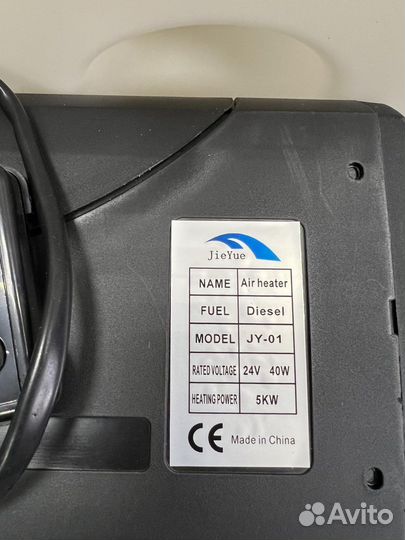 JieYue
NAME Air heater
FUEL Diesel
MODEL JY-01
RATED VOLTAGE 24V 40W
HEATING POWER 5KW
CE Made in China
Avito